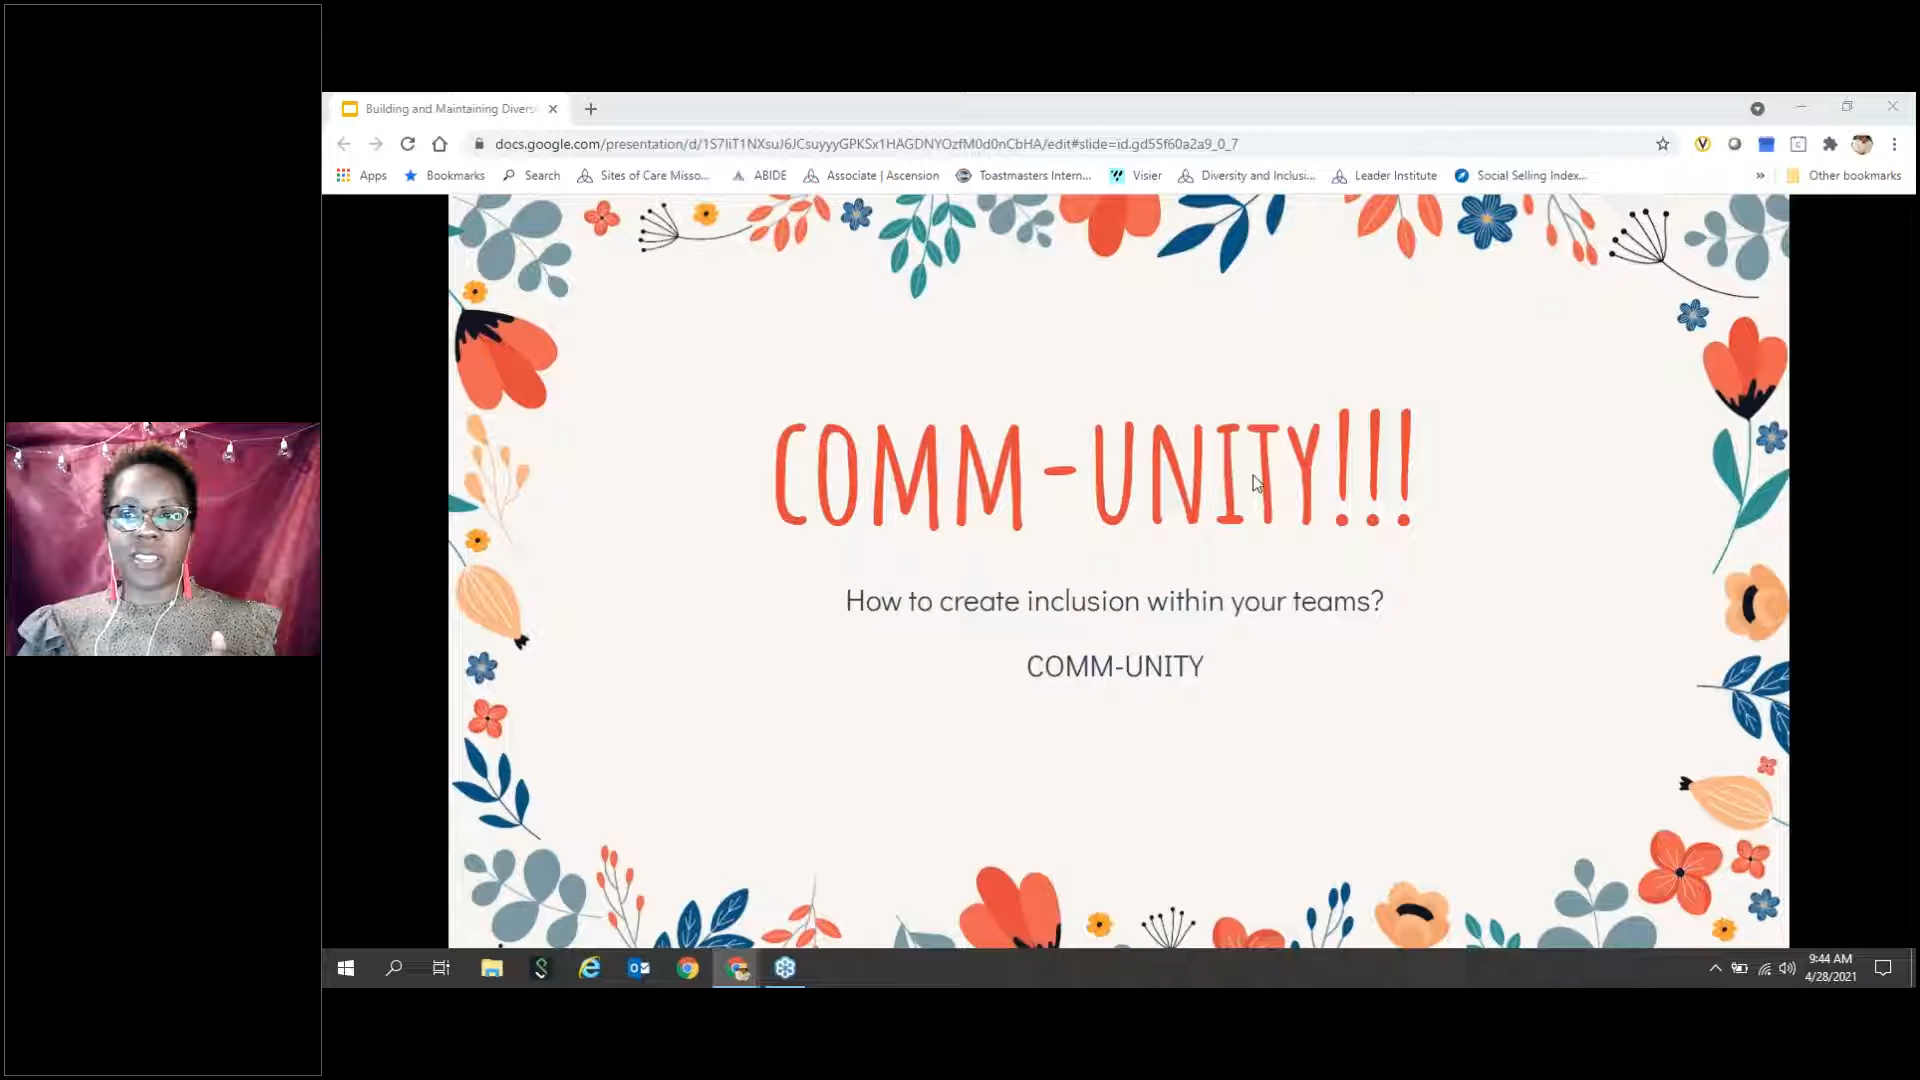 Building and Maintaining Divers
docs.google.com/presentation/d/1S7IiT1NXsuJ6JCsuyyyGPKSx1HAGDNYOzfM0d0nCbHA/edit#slide=id.gd55f60a2a9_0_7
Apps Bookmarks Search Sites of Care Misso... ABIDE Associate | Ascension Toastmasters Intern... Visier Diversity and Inclusi... Leader Institute Social Selling Index... » Other bookmarks
COMM-UNITY!!!
How to create inclusion within your teams?
COMM-UNITY
9:44 AM
4/28/2021